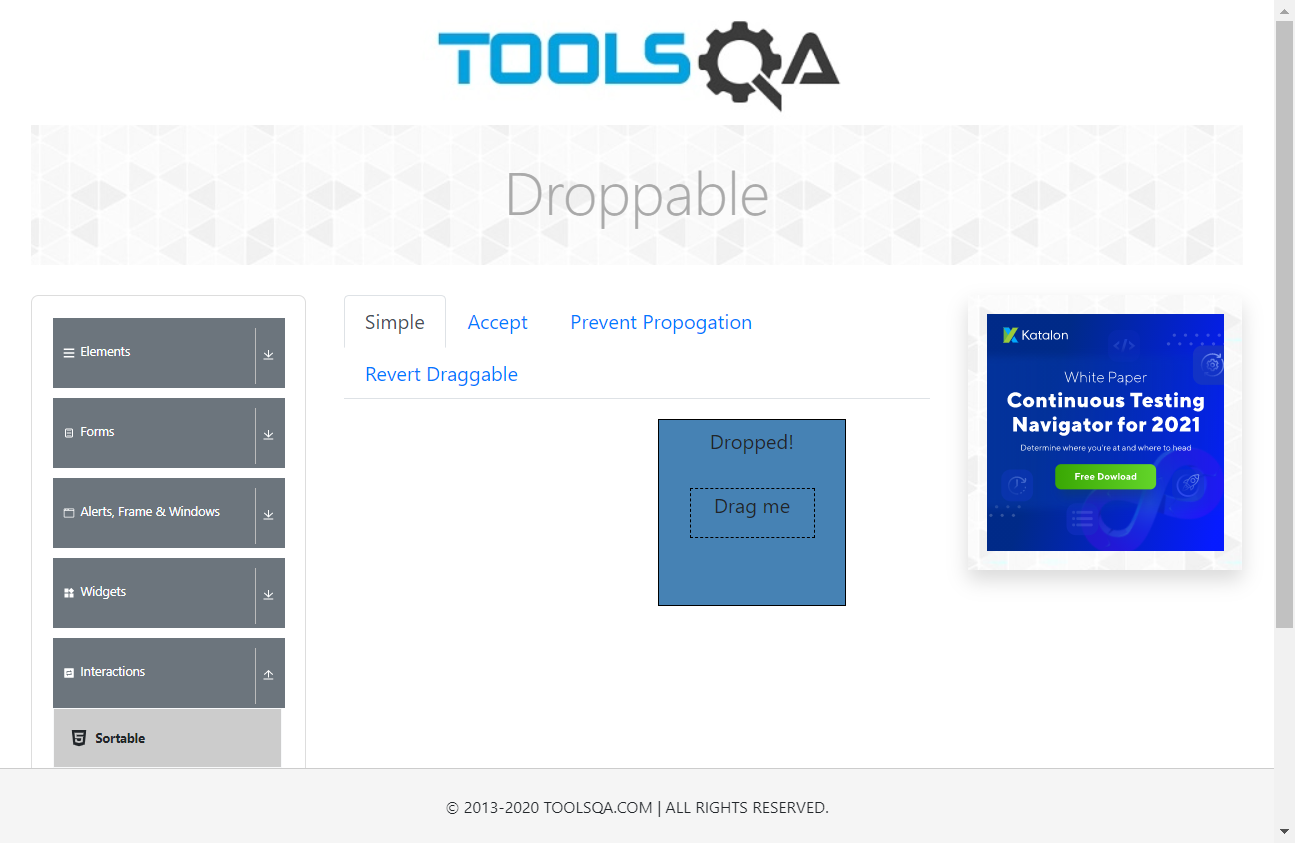 TOOLSQA
Droppable
Elements
Forms
Alerts, Frame & Windows
Widgets
Interactions
Sortable
Simple
Accept
Prevent Propogation
Revert Draggable
Dropped!
Drag me
Katalon
White Paper
Continuous Testing
Navigator for 2021
Determine where you're at and where to head
Free Dowload
© 2013-2020 TOOLSQA.COM | ALL RIGHTS RESERVED.